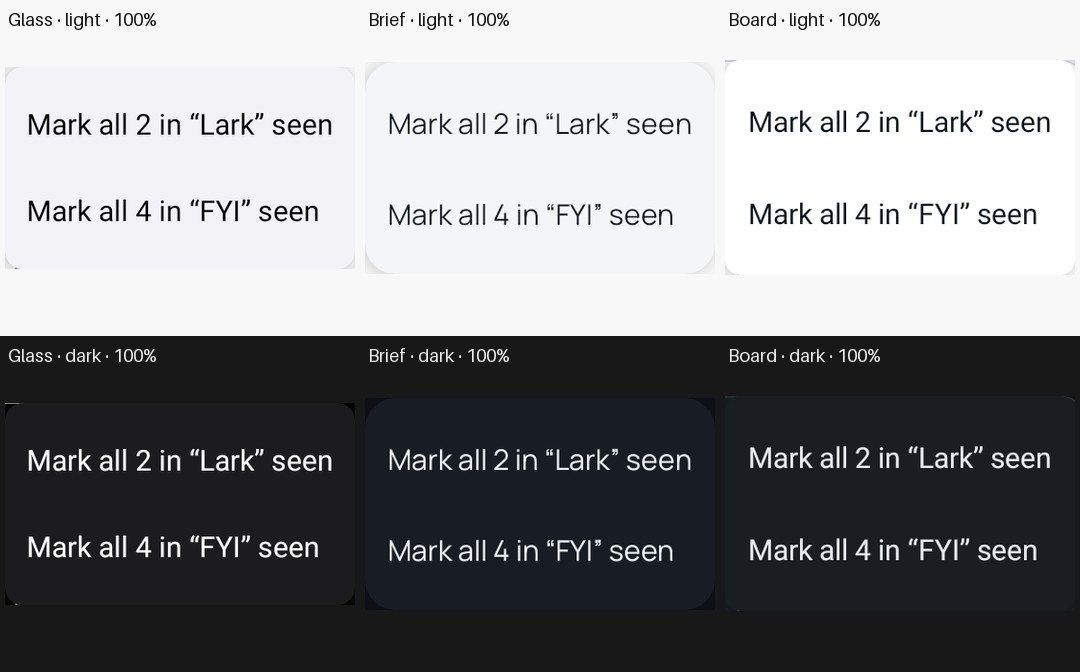 Glass · light · 100%
Mark all 2 in “Lark” seen
Mark all 4 in “FYI” seen
Brief · light · 100%
Mark all 2 in “Lark” seen
Mark all 4 in “FYI” seen
Board · light · 100%
Mark all 2 in “Lark” seen
Mark all 4 in “FYI” seen
Glass · dark · 100%
Mark all 2 in “Lark” seen
Mark all 4 in “FYI” seen
Brief · dark · 100%
Mark all 2 in “Lark” seen
Mark all 4 in “FYI” seen
Board · dark · 100%
Mark all 2 in “Lark” seen
Mark all 4 in “FYI” seen